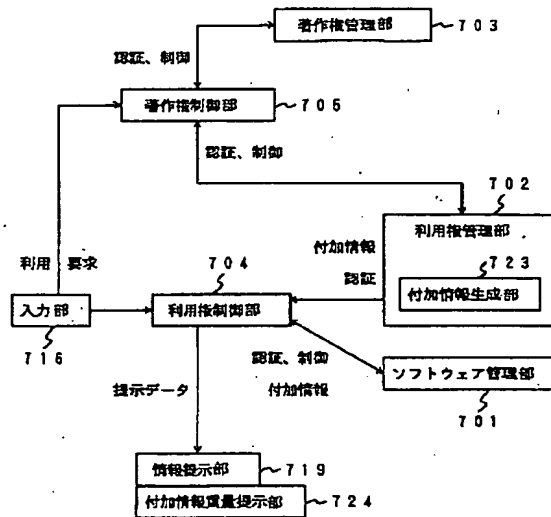 著作権管理部
703
認証、制御
著作権制御部
705
認証、制御
702
利用権管理部
付加情報
723
認証
付加情報生成部
利用 要求
704
入力部
利用権制御部
716
認証、制御
付加情報
ソフトウェア管理部
701
提示データ
情報提示部
719
付加情報重量提示部
724